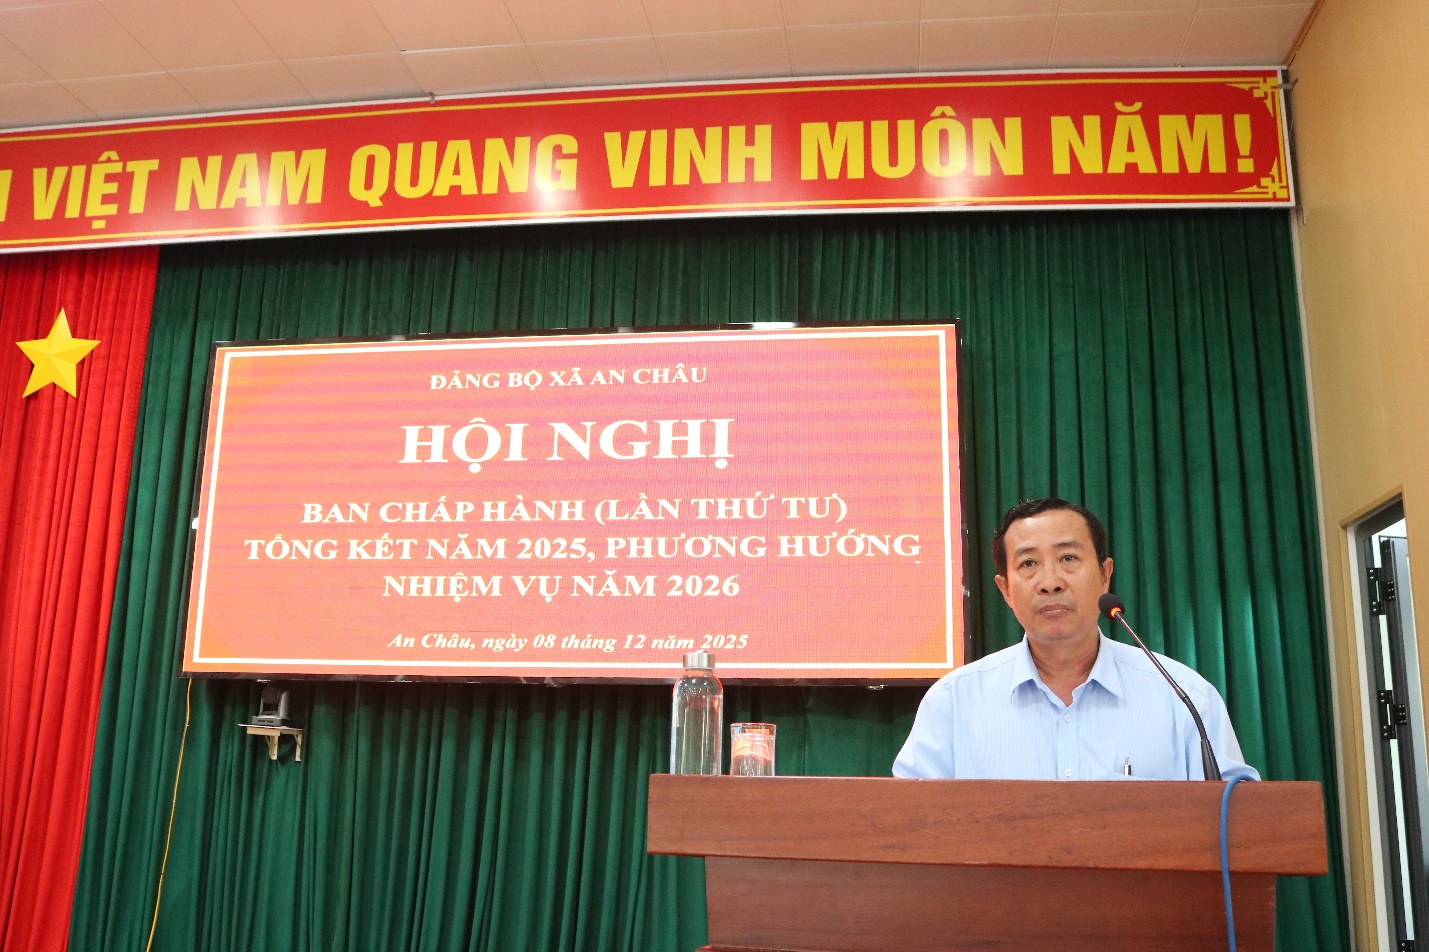 VIỆT NAM QUANG VINH MUÔN NĂM!
ĐẢNG BỘ XÃ AN CHÂU
HỘI NGHỊ
BAN CHẤP HÀNH (LẦN THỨ TƯ)
TỔNG KẾT NĂM 2025, PHƯƠNG HƯỚNG
NHIỆM VỤ NĂM 2026
An Châu, ngày 08 tháng 12 năm 2025